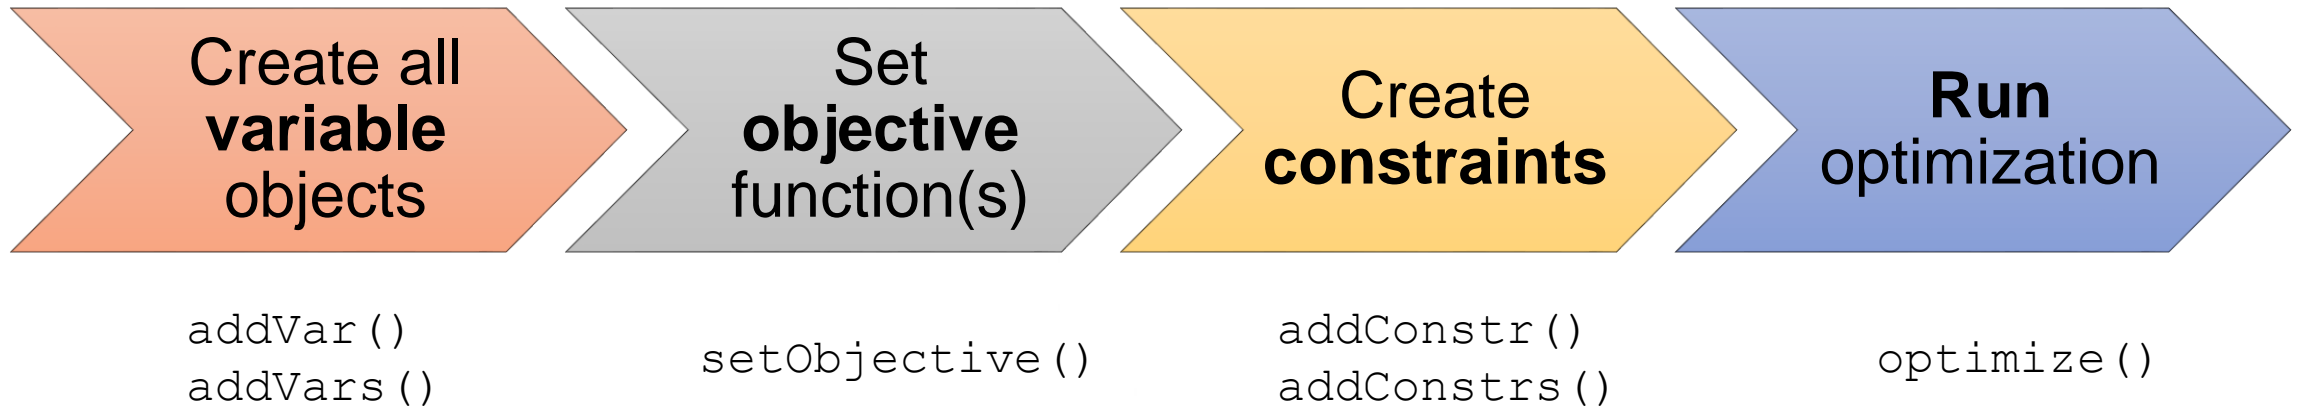 Create all
variable
objects
Set
objective
function(s)
Create
constraints
Run
optimization
addVar()
addVars()
setObjective()
addConstr()
addConstrs()
optimize()